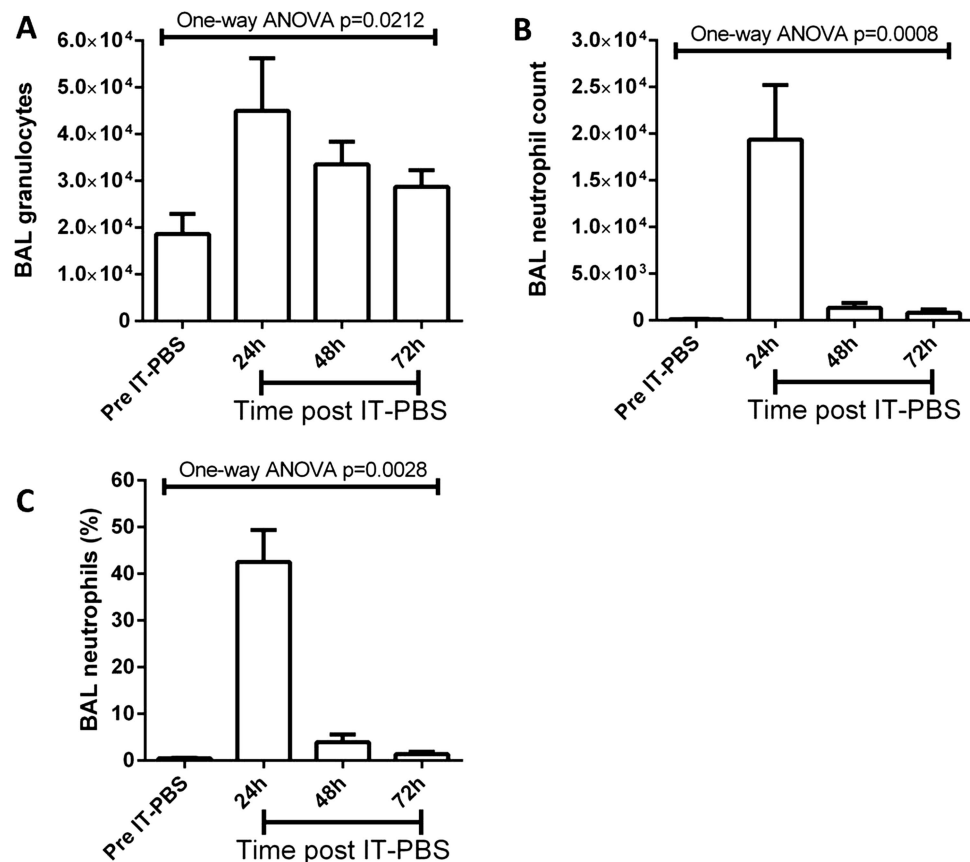 A
One-way ANOVA p=0.0212
BAL granulocytes
6.0×10⁴
5.0×10⁴
4.0×10⁴
3.0×10⁴
2.0×10⁴
1.0×10⁴
0
Pre IT-PBS
24h
48h
72h
Time post IT-PBS
B
One-way ANOVA p=0.0008
BAL neutrophil count
3.0×10⁴
2.5×10⁴
2.0×10⁴
1.5×10⁴
1.0×10⁴
5.0×10³
0
Pre IT-PBS
24h
48h
72h
Time post IT-PBS
C
One-way ANOVA p=0.0028
BAL neutrophils (%)
60
50
40
30
20
10
0
Pre IT-PBS
24h
48h
72h
Time post IT-PBS